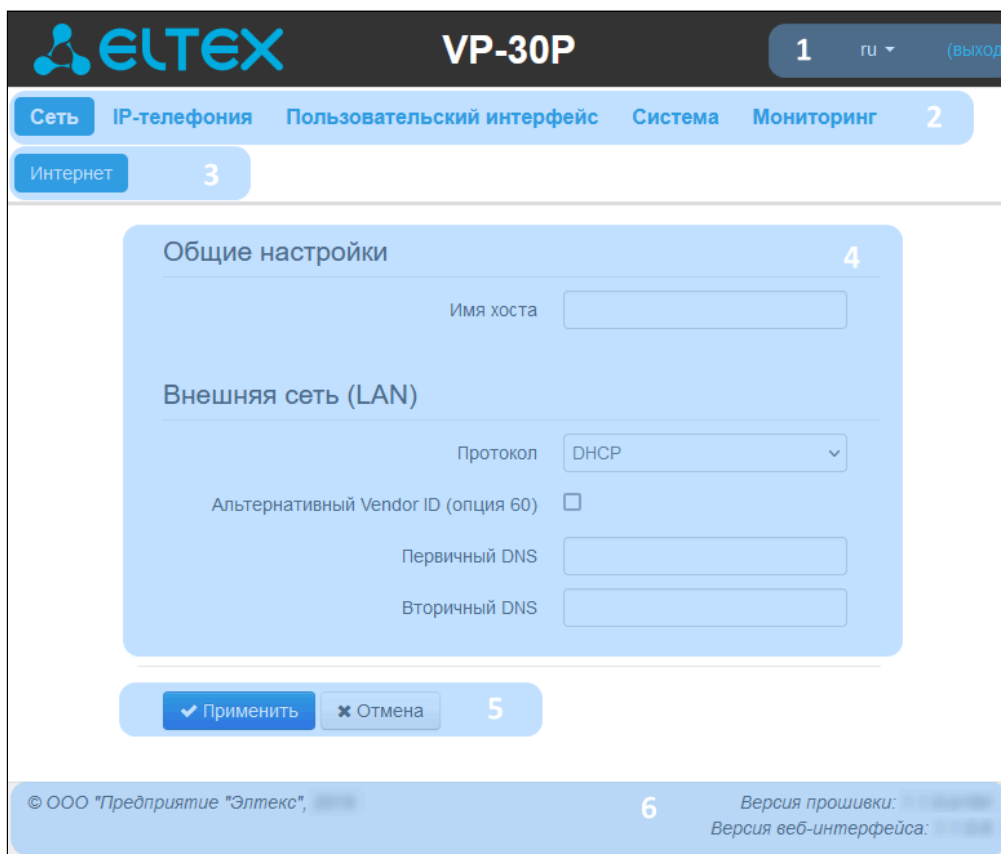 ELTEX VP-30P 1 ru (выход
Сеть IP-телефония Пользовательский интерфейс Система Мониторинг 2
Интернет 3
Общие настройки 4
Имя хоста
Внешняя сеть (LAN)
Протокол DHCP
Альтернативный Vendor ID (опция 60)
Первичный DNS
Вторичный DNS
Применить Отмена 5
© ООО "Предприятие "Элтекс", 6 Версия прошивки:
Версия веб-интерфейса: